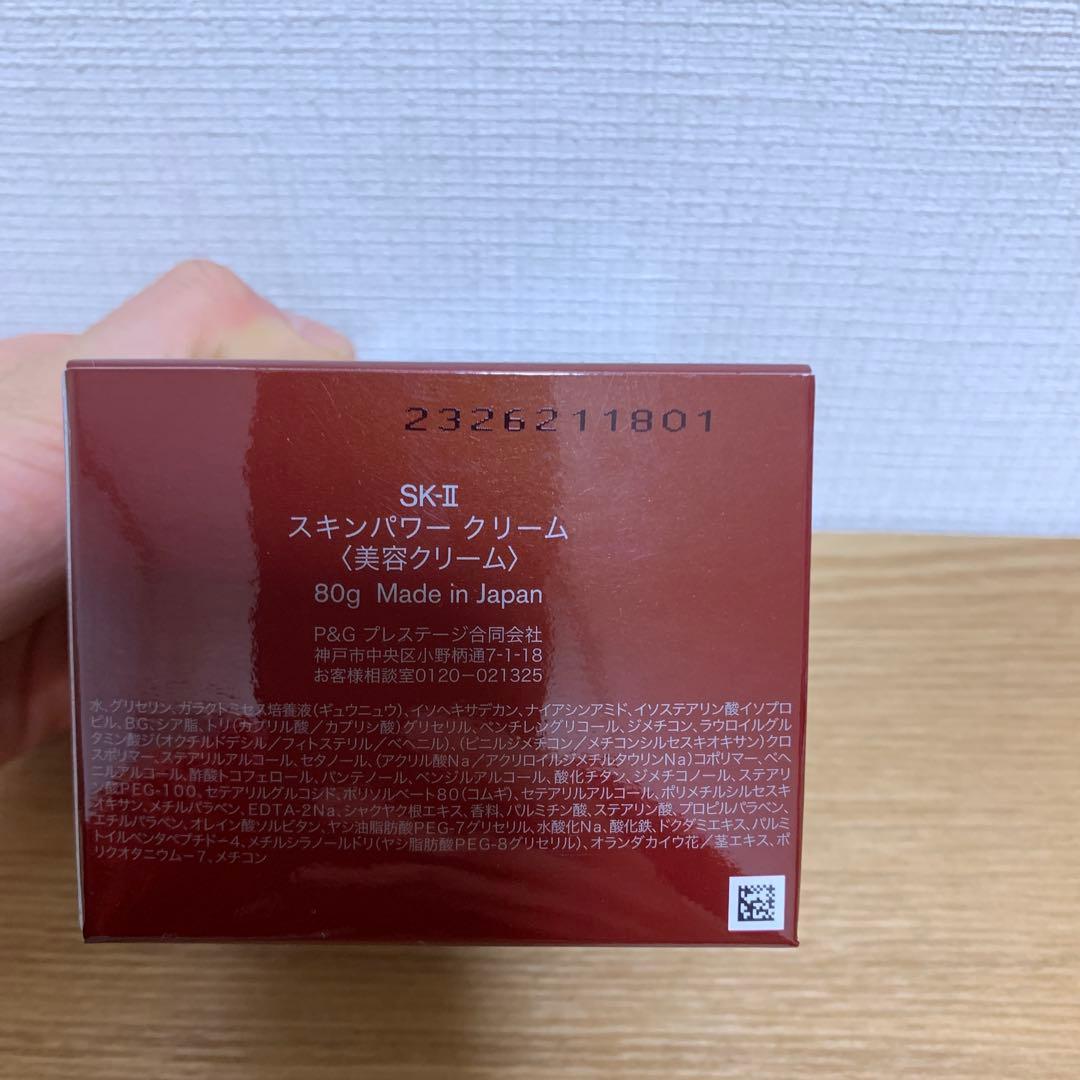 2326211801
SK-II
スキンパワー クリーム
〈美容クリーム〉
80g Made in Japan
P&G プレステージ合同会社
神戸市中央区小野柄通7-1-18
お客様相談室0120-021325
水、グリセリン、ガラクトミセス培養液(ギュウニュウ)、イソヘキサデカン、ナイアシンアミド、イソステアリン酸イソプロ
ピル、BG、シア脂、トリ(カプリル酸/カプリン酸)グリセリル、ペンチレングリコール、ジメチコン、ラウロイルグル
タミン酸ジ(オクチルドデシル/フィトステリル/ベヘニル)、(ビニルジメチコン/メチコンシルセスキオキサン)クロ
スポリマー、ステアリルアルコール、セタノール、(アクリル酸Na/アクリロイルジメチルタウリンNa)コポリマー、ベヘ
ニルアルコール、酢酸トコフェロール、パンテノール、ベンジルアルコール、酸化チタン、ジメチコノール、ステアリ
ン酸PEG-100、セテアリルグルコシド、ポリソルベート80(コムギ)、セテアリルアルコール、ポリメチルシルセスキ
オキサン、メチルパラベン、EDTA-2Na、シャクヤク根エキス、香料、パルミチン酸、ステアリン酸、プロピルパラベン、
エチルパラベン、オレイン酸ソルビタン、ヤシ油脂肪酸PEG-7グリセリル、水酸化Na、酸化鉄、ドクダミエキス、パルミ
トイルペンタペプチド-4、メチルシラノールトリ(ヤシ脂肪酸PEG-8グリセリル)、オランダカイウ花/茎エキス、ポ
リクオタニウム-7、メチコン